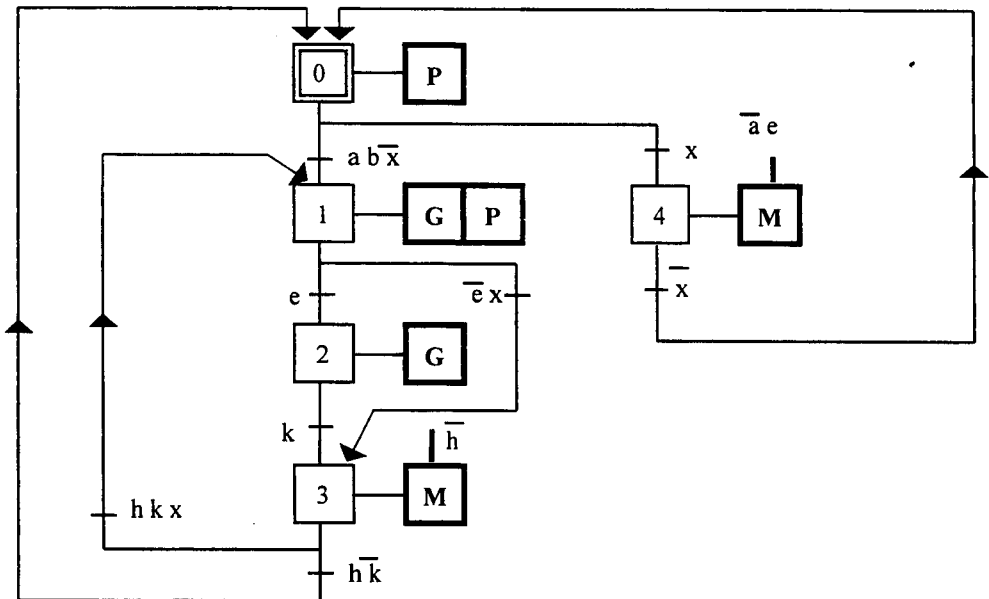 0 P
a̅ e
a b x̅
x
1 G P
4 M
e
e̅ x
x̅
2 G
k
h̅
3 M
h k x
h k̅